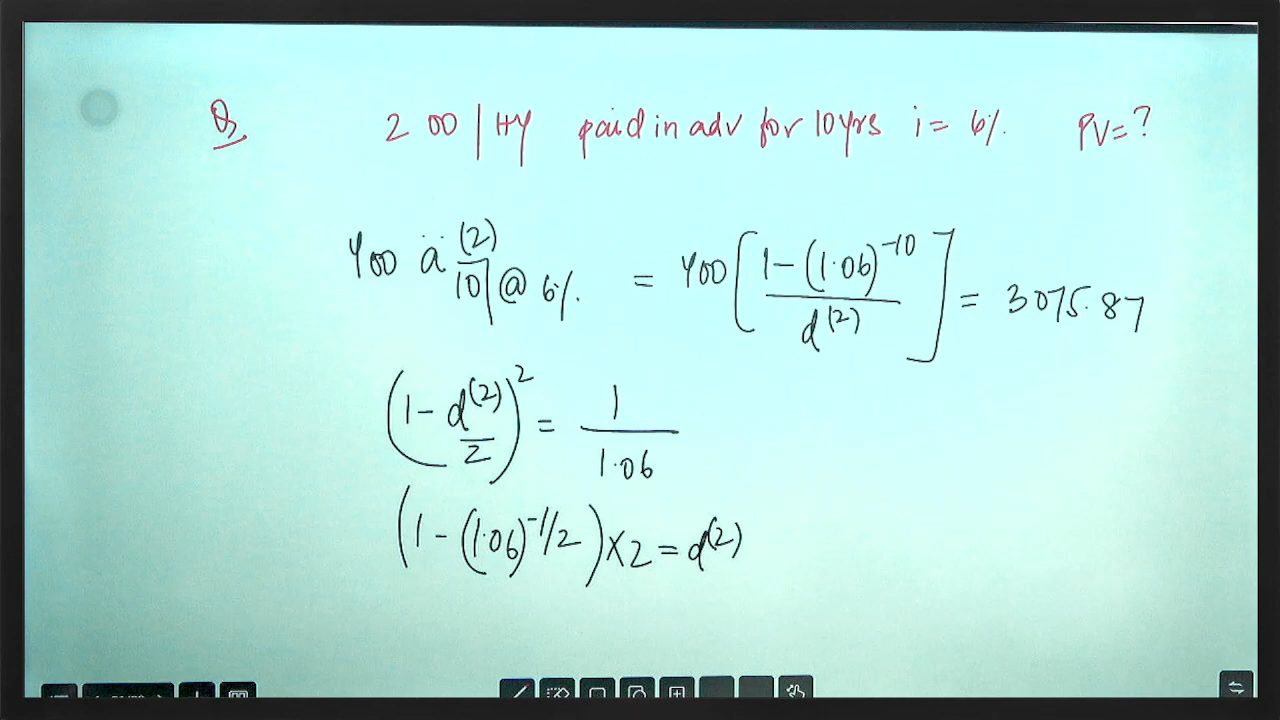 Q 200/HY paid in adv for 10yrs i = 6% PV = ?
400 ä^(2)_10| @ 6% = 400 [ (1 - (1.06)^-10) / d^(2) ] = 3075.87
(1 - d^(2)/2)^2 = 1/1.06
(1 - (1.06)^-1/2) × 2 = d^(2)